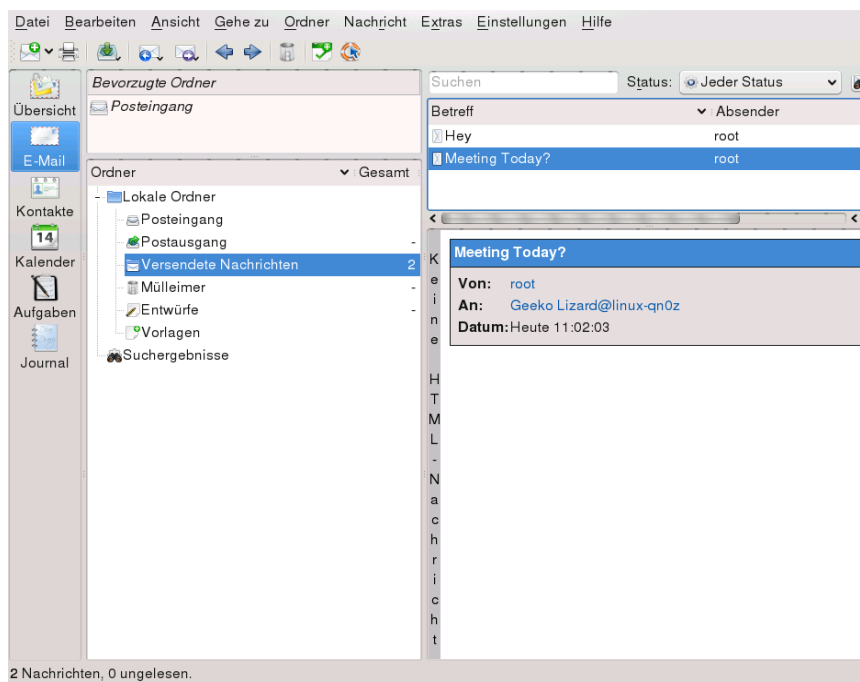 Datei Bearbeiten Ansicht Gehe zu Ordner Nachricht Extras Einstellungen Hilfe
Übersicht
E-Mail
Kontakte
14
Kalender
Aufgaben
Journal
Bevorzugte Ordner
Posteingang
Ordner Gesamt
Lokale Ordner
Posteingang
Postausgang -
Versendete Nachrichten 2
Mülleimer -
Entwürfe -
Vorlagen
Suchergebnisse
Suchen Status: Jeder Status
Betreff Absender
Hey root
Meeting Today? root
Keine HTML-Nachricht
Meeting Today?
Von: root
An: Geeko Lizard@linux-qn0z
Datum: Heute 11:02:03
2 Nachrichten, 0 ungelesen.